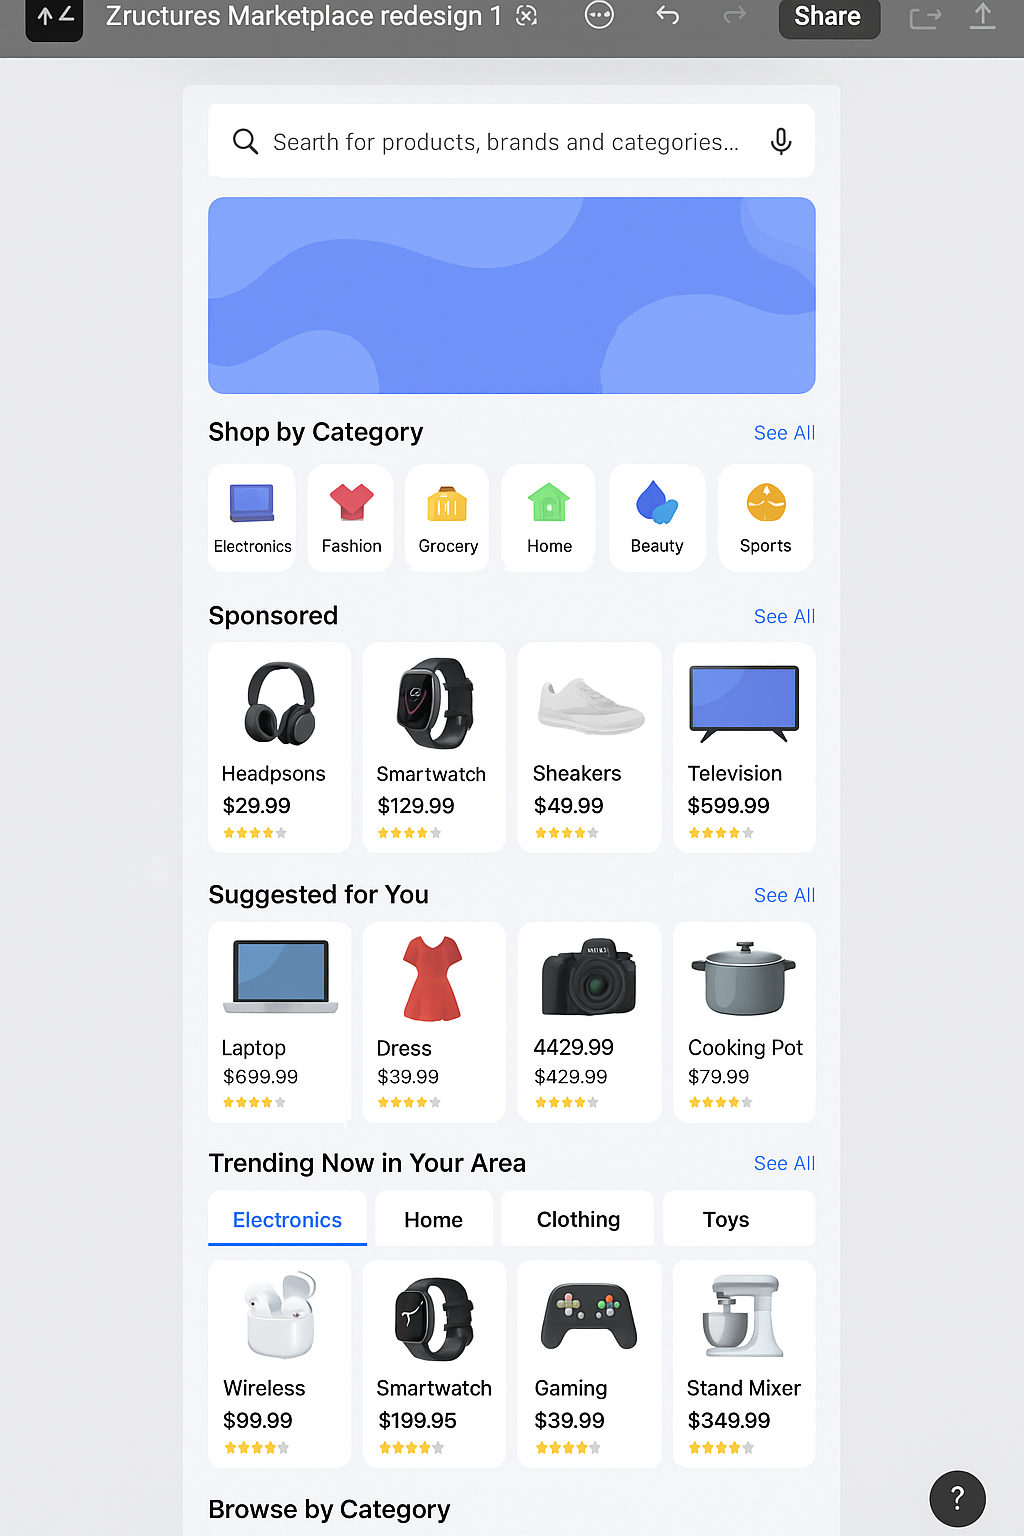 Zructures Marketplace redesign 1
Share
Searth for products, brands and categories...
Shop by Category
See All
Electronics
Fashion
Grocery
Home
Beauty
Sports
Sponsored
See All
Headpsons
$29.99
Smartwatch
$129.99
Sheakers
$49.99
Television
$599.99
Suggested for You
See All
Laptop
$699.99
Dress
$39.99
4429.99
$429.99
Cooking Pot
$79.99
Trending Now in Your Area
See All
Electronics
Home
Clothing
Toys
Wireless
$99.99
Smartwatch
$199.95
Gaming
$39.99
Stand Mixer
$349.99
Browse by Category
?